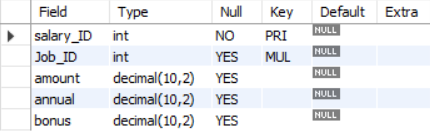 Field Type Null Key Default Extra
salary_ID int NO PRI NULL
Job_ID int YES MUL NULL
amount decimal(10,2) YES NULL
annual decimal(10,2) YES NULL
bonus decimal(10,2) YES NULL